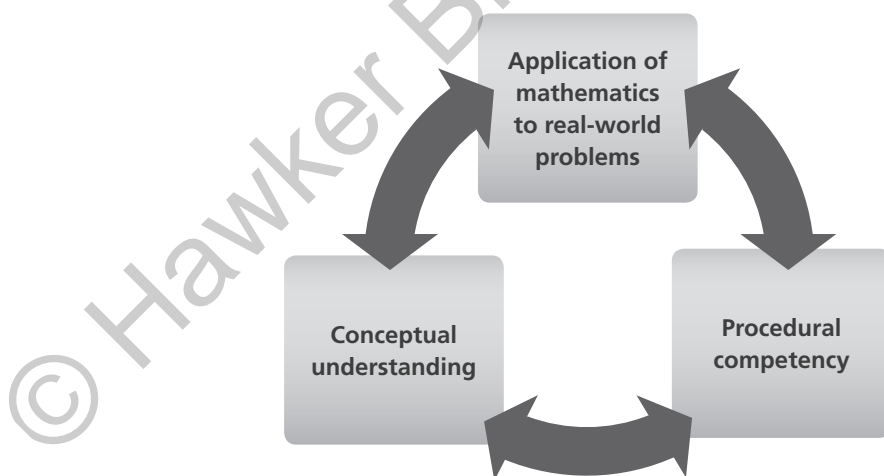 Application of
mathematics
to real-world
problems
Conceptual
understanding
Procedural
competency
© Hawker